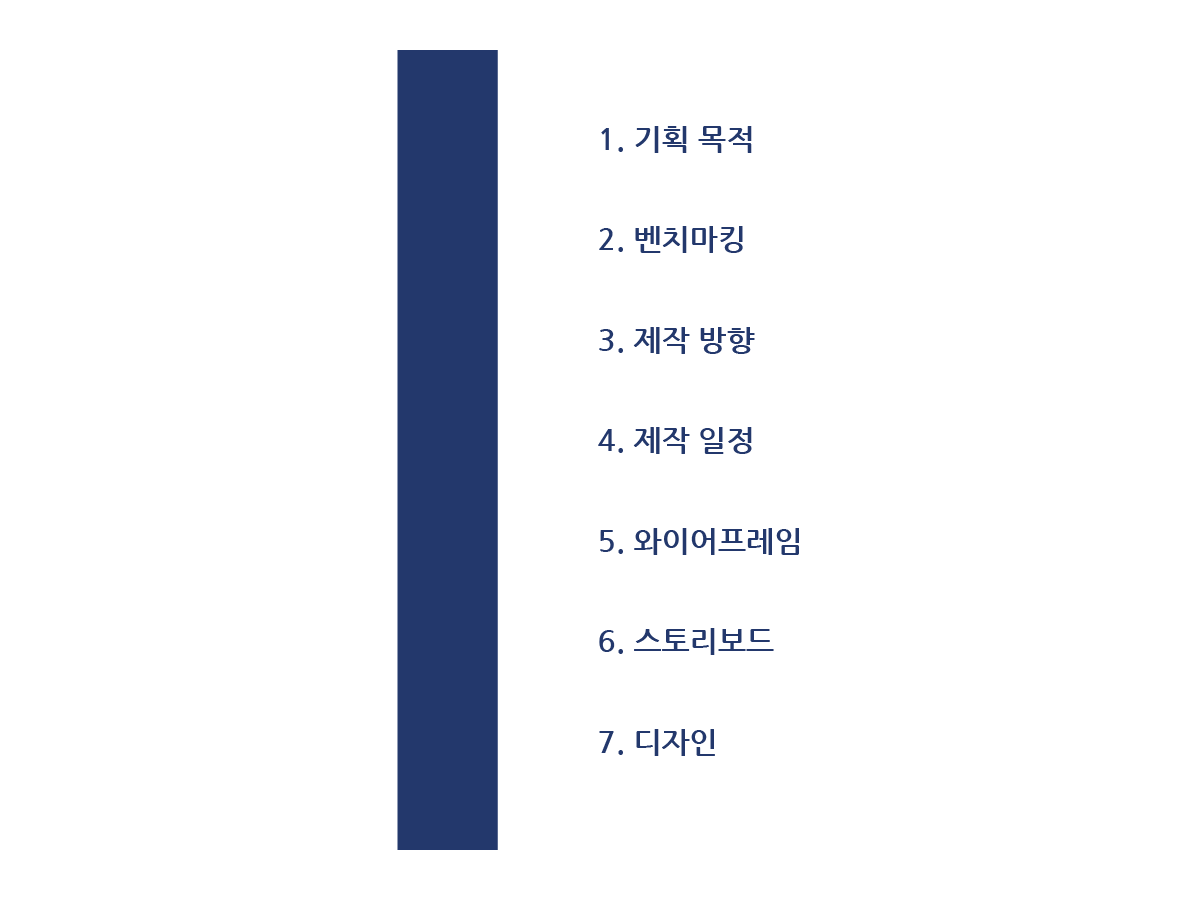 1. 기획 목적
2. 벤치마킹
3. 제작 방향
4. 제작 일정
5. 와이어프레임
6. 스토리보드
7. 디자인